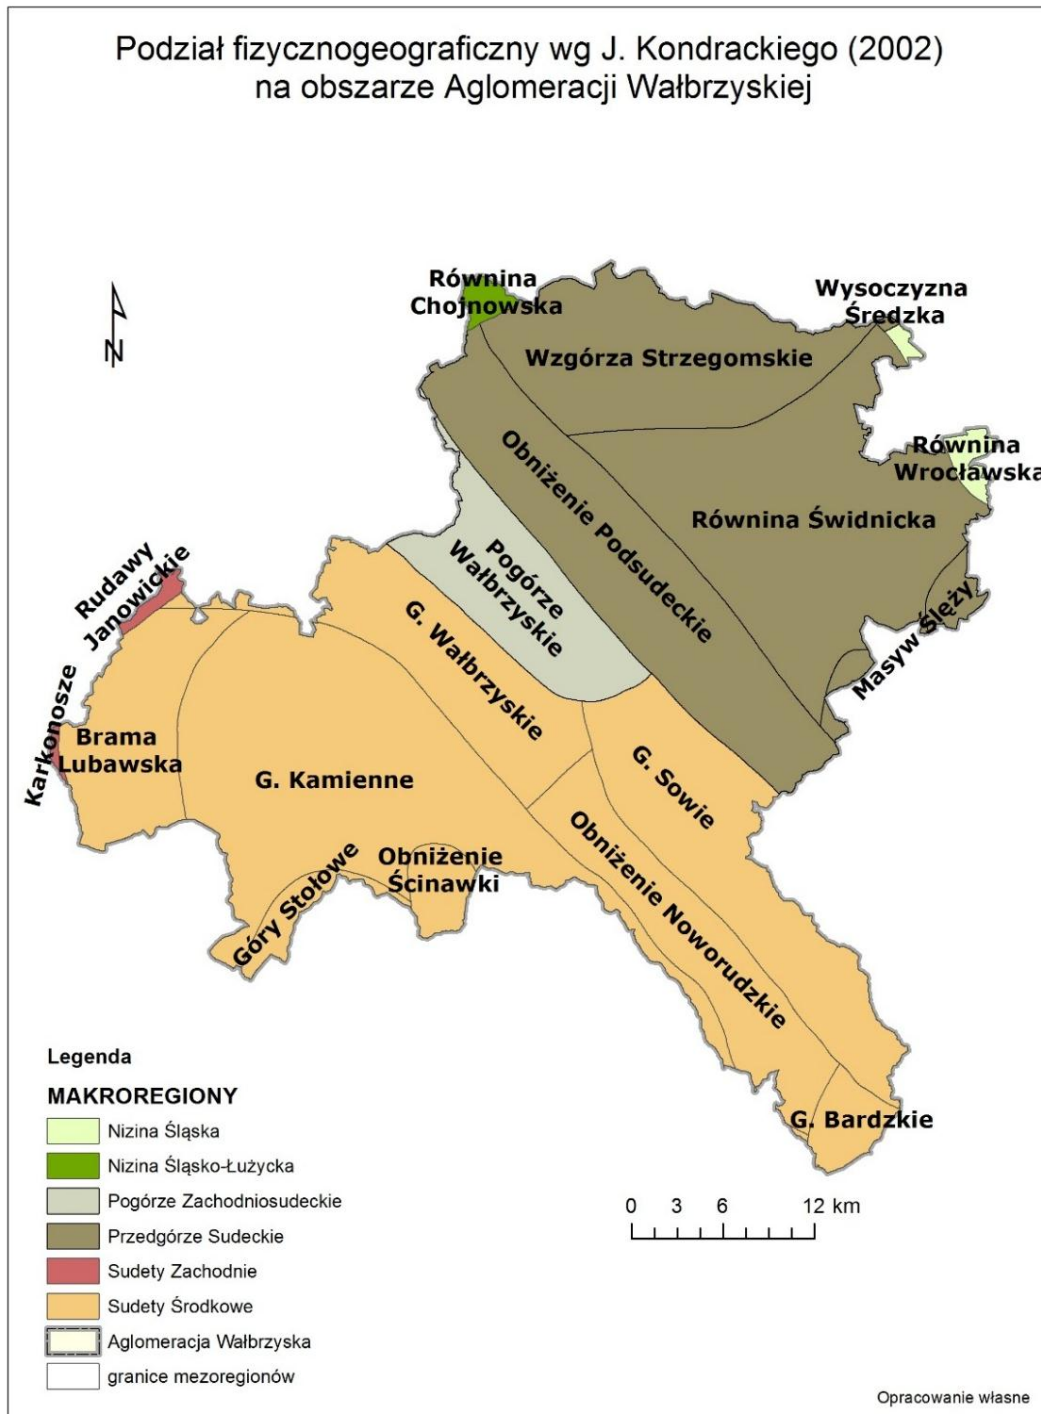 Podział fizycznogeograficzny wg J. Kondrackiego (2002)
na obszarze Aglomeracji Wałbrzyskiej
N
Równina
Chojnowska
Wysoczyzna
Średzka
Wzgórza Strzegomskie
Równina
Wrocławska
Obniżenie Podsudeckie
Równina Świdnicka
Pogórze
Wałbrzyskie
Rudawy
Janowickie
G. Wałbrzyskie
Masyw Ślęży
Karkonosze
Brama
Lubawska
G. Kamienne
G. Sowie
Obniżenie
Ścinawki
Góry Stołowe
Obniżenie Noworudzkie
G. Bardzkie
Legenda
MAKROREGIONY
Nizina Śląska
Nizina Śląsko-Łużycka
Pogórze Zachodniosudeckie
Przedgórze Sudeckie
Sudety Zachodnie
Sudety Środkowe
Aglomeracja Wałbrzyska
granice mezoregionów
0 3 6 12 km
Opracowanie własne